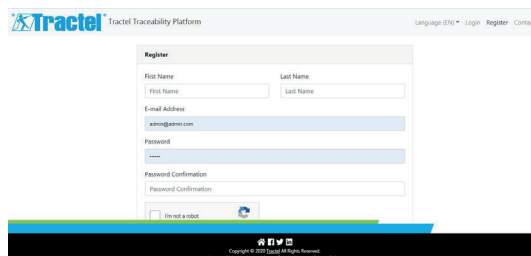 Tractel Tractel Traceability Platform Language (EN) Login Register Conta
Register
First Name Last Name
First Name Last Name
E-mail Address
admin@admin.com
Password
•••••
Password Confirmation
Password Confirmation
I'm not a robot
Copyright © 2020 Tractel All Rights Reserved.